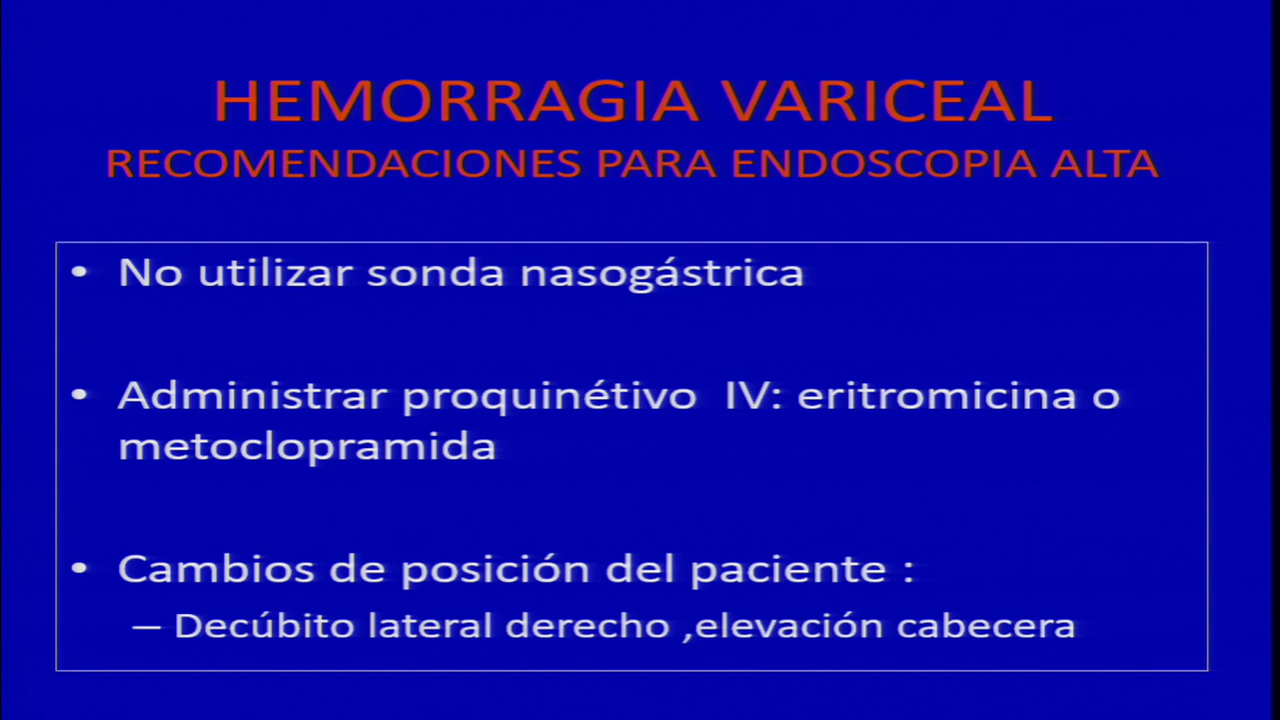 HEMORRAGIA VARICEAL
RECOMENDACIONES PARA ENDOSCOPIA ALTA
• No utilizar sonda nasogástrica
• Administrar proquinétivo  IV: eritromicina o
metoclopramida
• Cambios de posición del paciente :
– Decúbito lateral derecho ,elevación cabecera